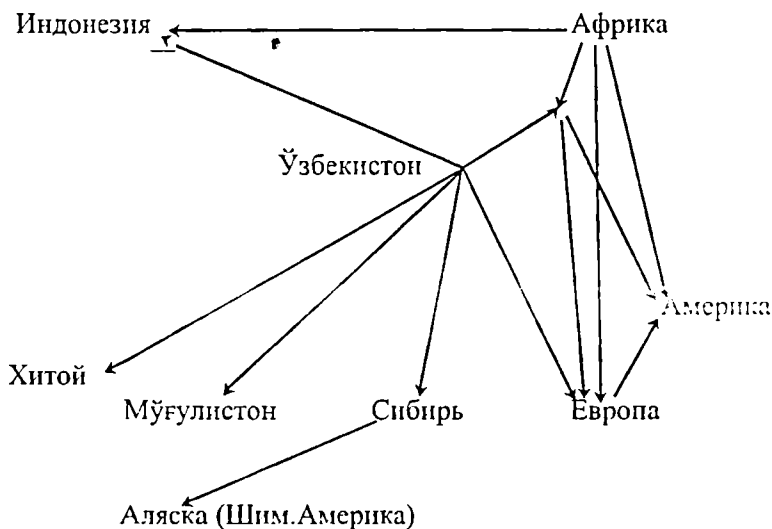 Индонезия
Африка
Ўзбекистон
Америка
Хитой
Мўғулистон
Сибирь
Европа
Аляска (Шим.Америка)